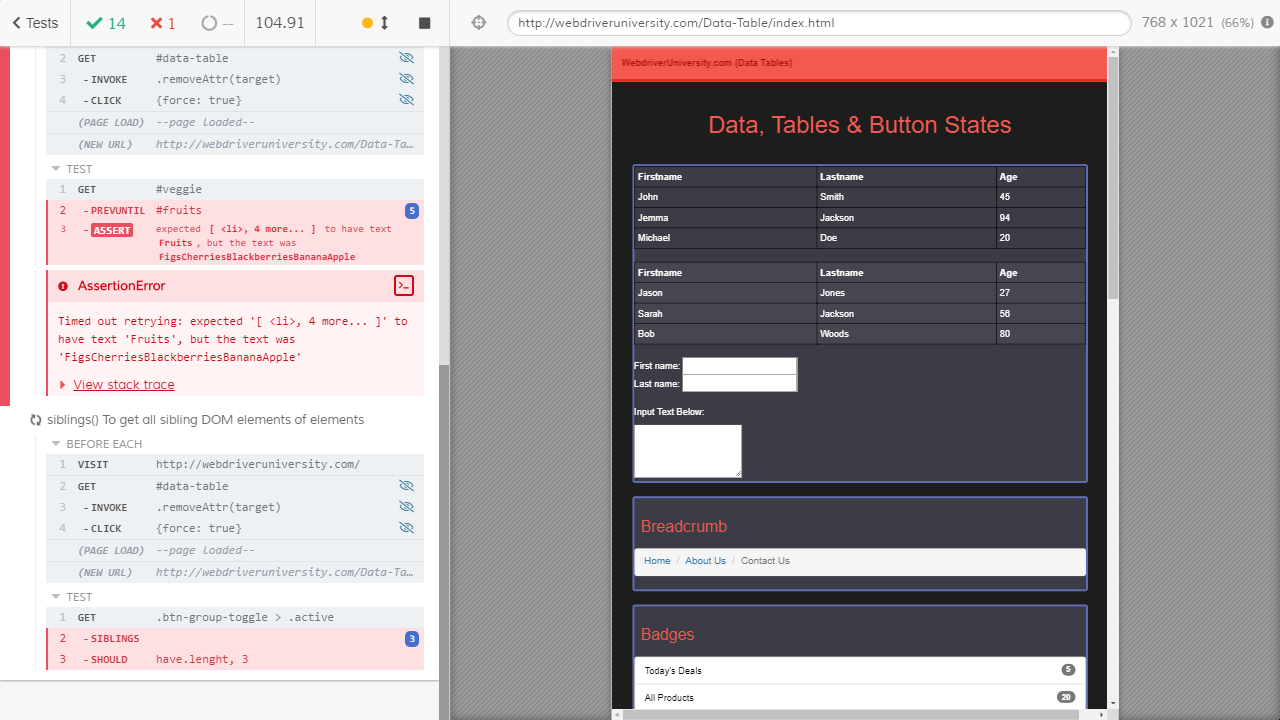 Tests 14 1 -- 104.91
http://webdriveruniversity.com/Data-Table/index.html 768 x 1021 (66%)
2 GET #data-table
3 -INVOKE .removeAttr(target)
4 -CLICK {force: true}
(PAGE LOAD) --page loaded--
(NEW URL) http://webdriveruniversity.com/Data-Ta…
TEST
1 GET #veggie
2 -PREVUNTIL #fruits 5
3 -ASSERT expected [ <li>, 4 more... ] to have text
Fruits , but the text was
FigsCherriesBlackberriesBananaApple
AssertionError
Timed out retrying: expected '[ <li>, 4 more... ]' to
have text 'Fruits', but the text was
'FigsCherriesBlackberriesBananaApple'
View stack trace
siblings() To get all sibling DOM elements of elements
BEFORE EACH
1 VISIT http://webdriveruniversity.com/
2 GET #data-table
3 -INVOKE .removeAttr(target)
4 -CLICK {force: true}
(PAGE LOAD) --page loaded--
(NEW URL) http://webdriveruniversity.com/Data-Ta…
TEST
1 GET .btn-group-toggle > .active
2 -SIBLINGS 3
3 -SHOULD have.lenght, 3
WebdriverUniversity.com (Data Tables)
Data, Tables & Button States
Firstname Lastname Age
John Smith 45
Jemma Jackson 94
Michael Doe 20
Firstname Lastname Age
Jason Jones 27
Sarah Jackson 56
Bob Woods 80
First name:
Last name:
Input Text Below:
Breadcrumb
Home / About Us / Contact Us
Badges
Today's Deals 5
All Products 20